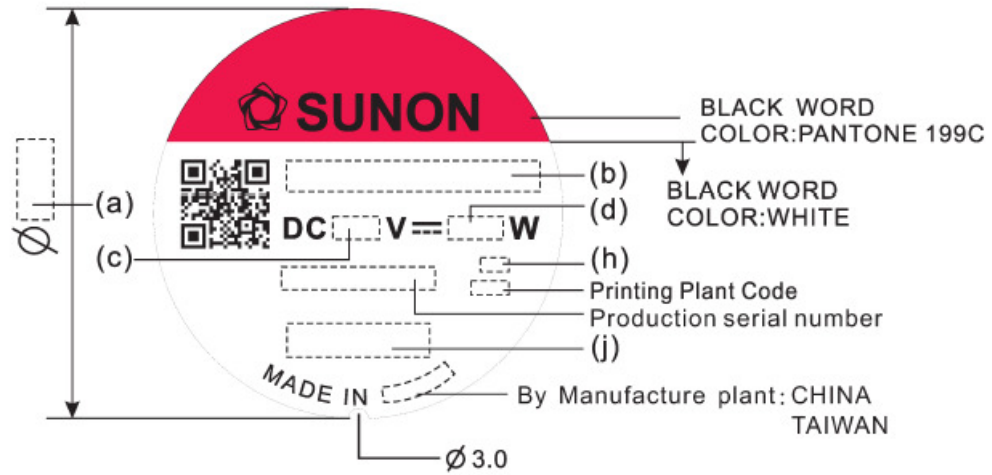 SUNON
BLACK WORD
COLOR:PANTONE 199C
(b)
BLACK WORD
COLOR:WHITE
(a)
(d)
DC V W
(c)
(h)
Printing Plant Code
Production serial number
(j)
MADE IN
By Manufacture plant: CHINA
TAIWAN
Ø
Ø 3.0